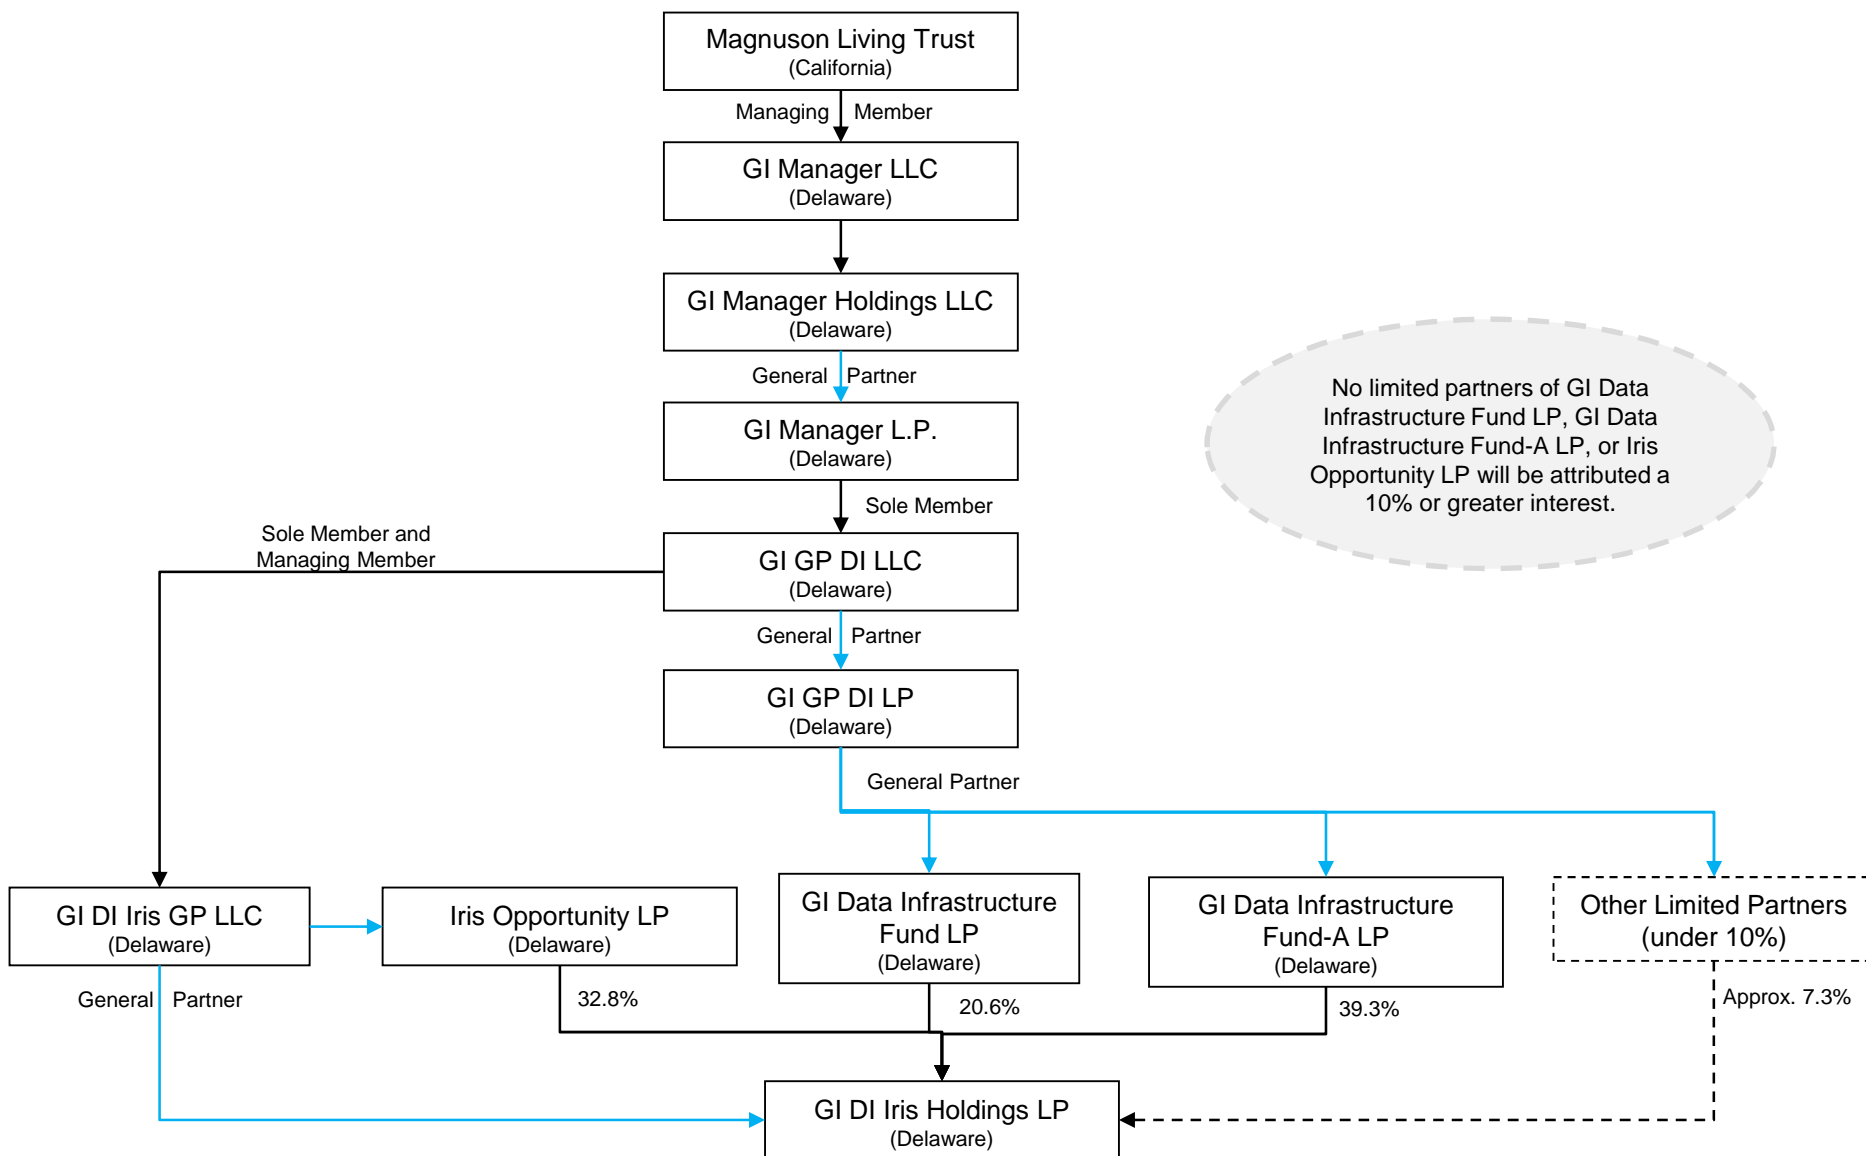 Magnuson Living Trust
(California)
Managing Member
GI Manager LLC
(Delaware)
GI Manager Holdings LLC
(Delaware)
General Partner
GI Manager L.P.
(Delaware)
Sole Member
No limited partners of GI Data
Infrastructure Fund LP, GI Data
Infrastructure Fund-A LP, or Iris
Opportunity LP will be attributed a
10% or greater interest.
Sole Member and
Managing Member
GI GP DI LLC
(Delaware)
General Partner
GI GP DI LP
(Delaware)
General Partner
GI DI Iris GP LLC
(Delaware)
Iris Opportunity LP
(Delaware)
GI Data Infrastructure
Fund LP
(Delaware)
GI Data Infrastructure
Fund-A LP
(Delaware)
Other Limited Partners
(under 10%)
General Partner
32.8%
20.6%
39.3%
Approx. 7.3%
GI DI Iris Holdings LP
(Delaware)